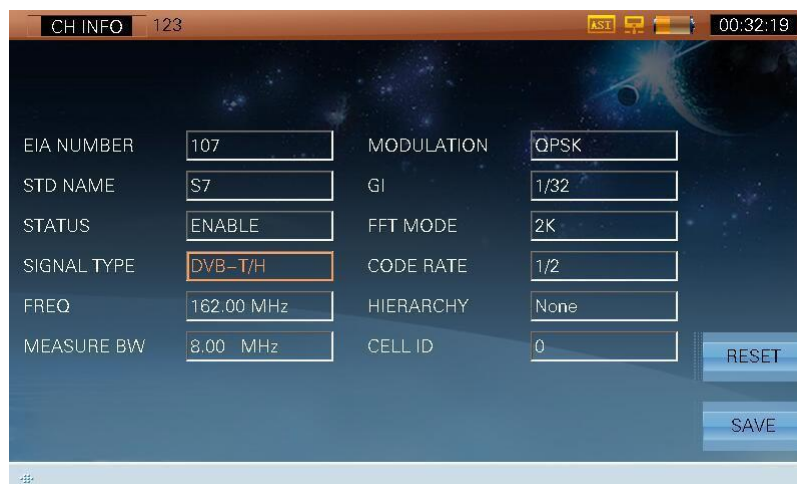 CH INFO 123 ASI 00:32:19
EIA NUMBER 107 MODULATION QPSK
STD NAME S7 GI 1/32
STATUS ENABLE FFT MODE 2K
SIGNAL TYPE DVB-T/H CODE RATE 1/2
FREQ 162.00 MHz HIERARCHY None
MEASURE BW 8.00 MHz CELL ID 0
RESET
SAVE